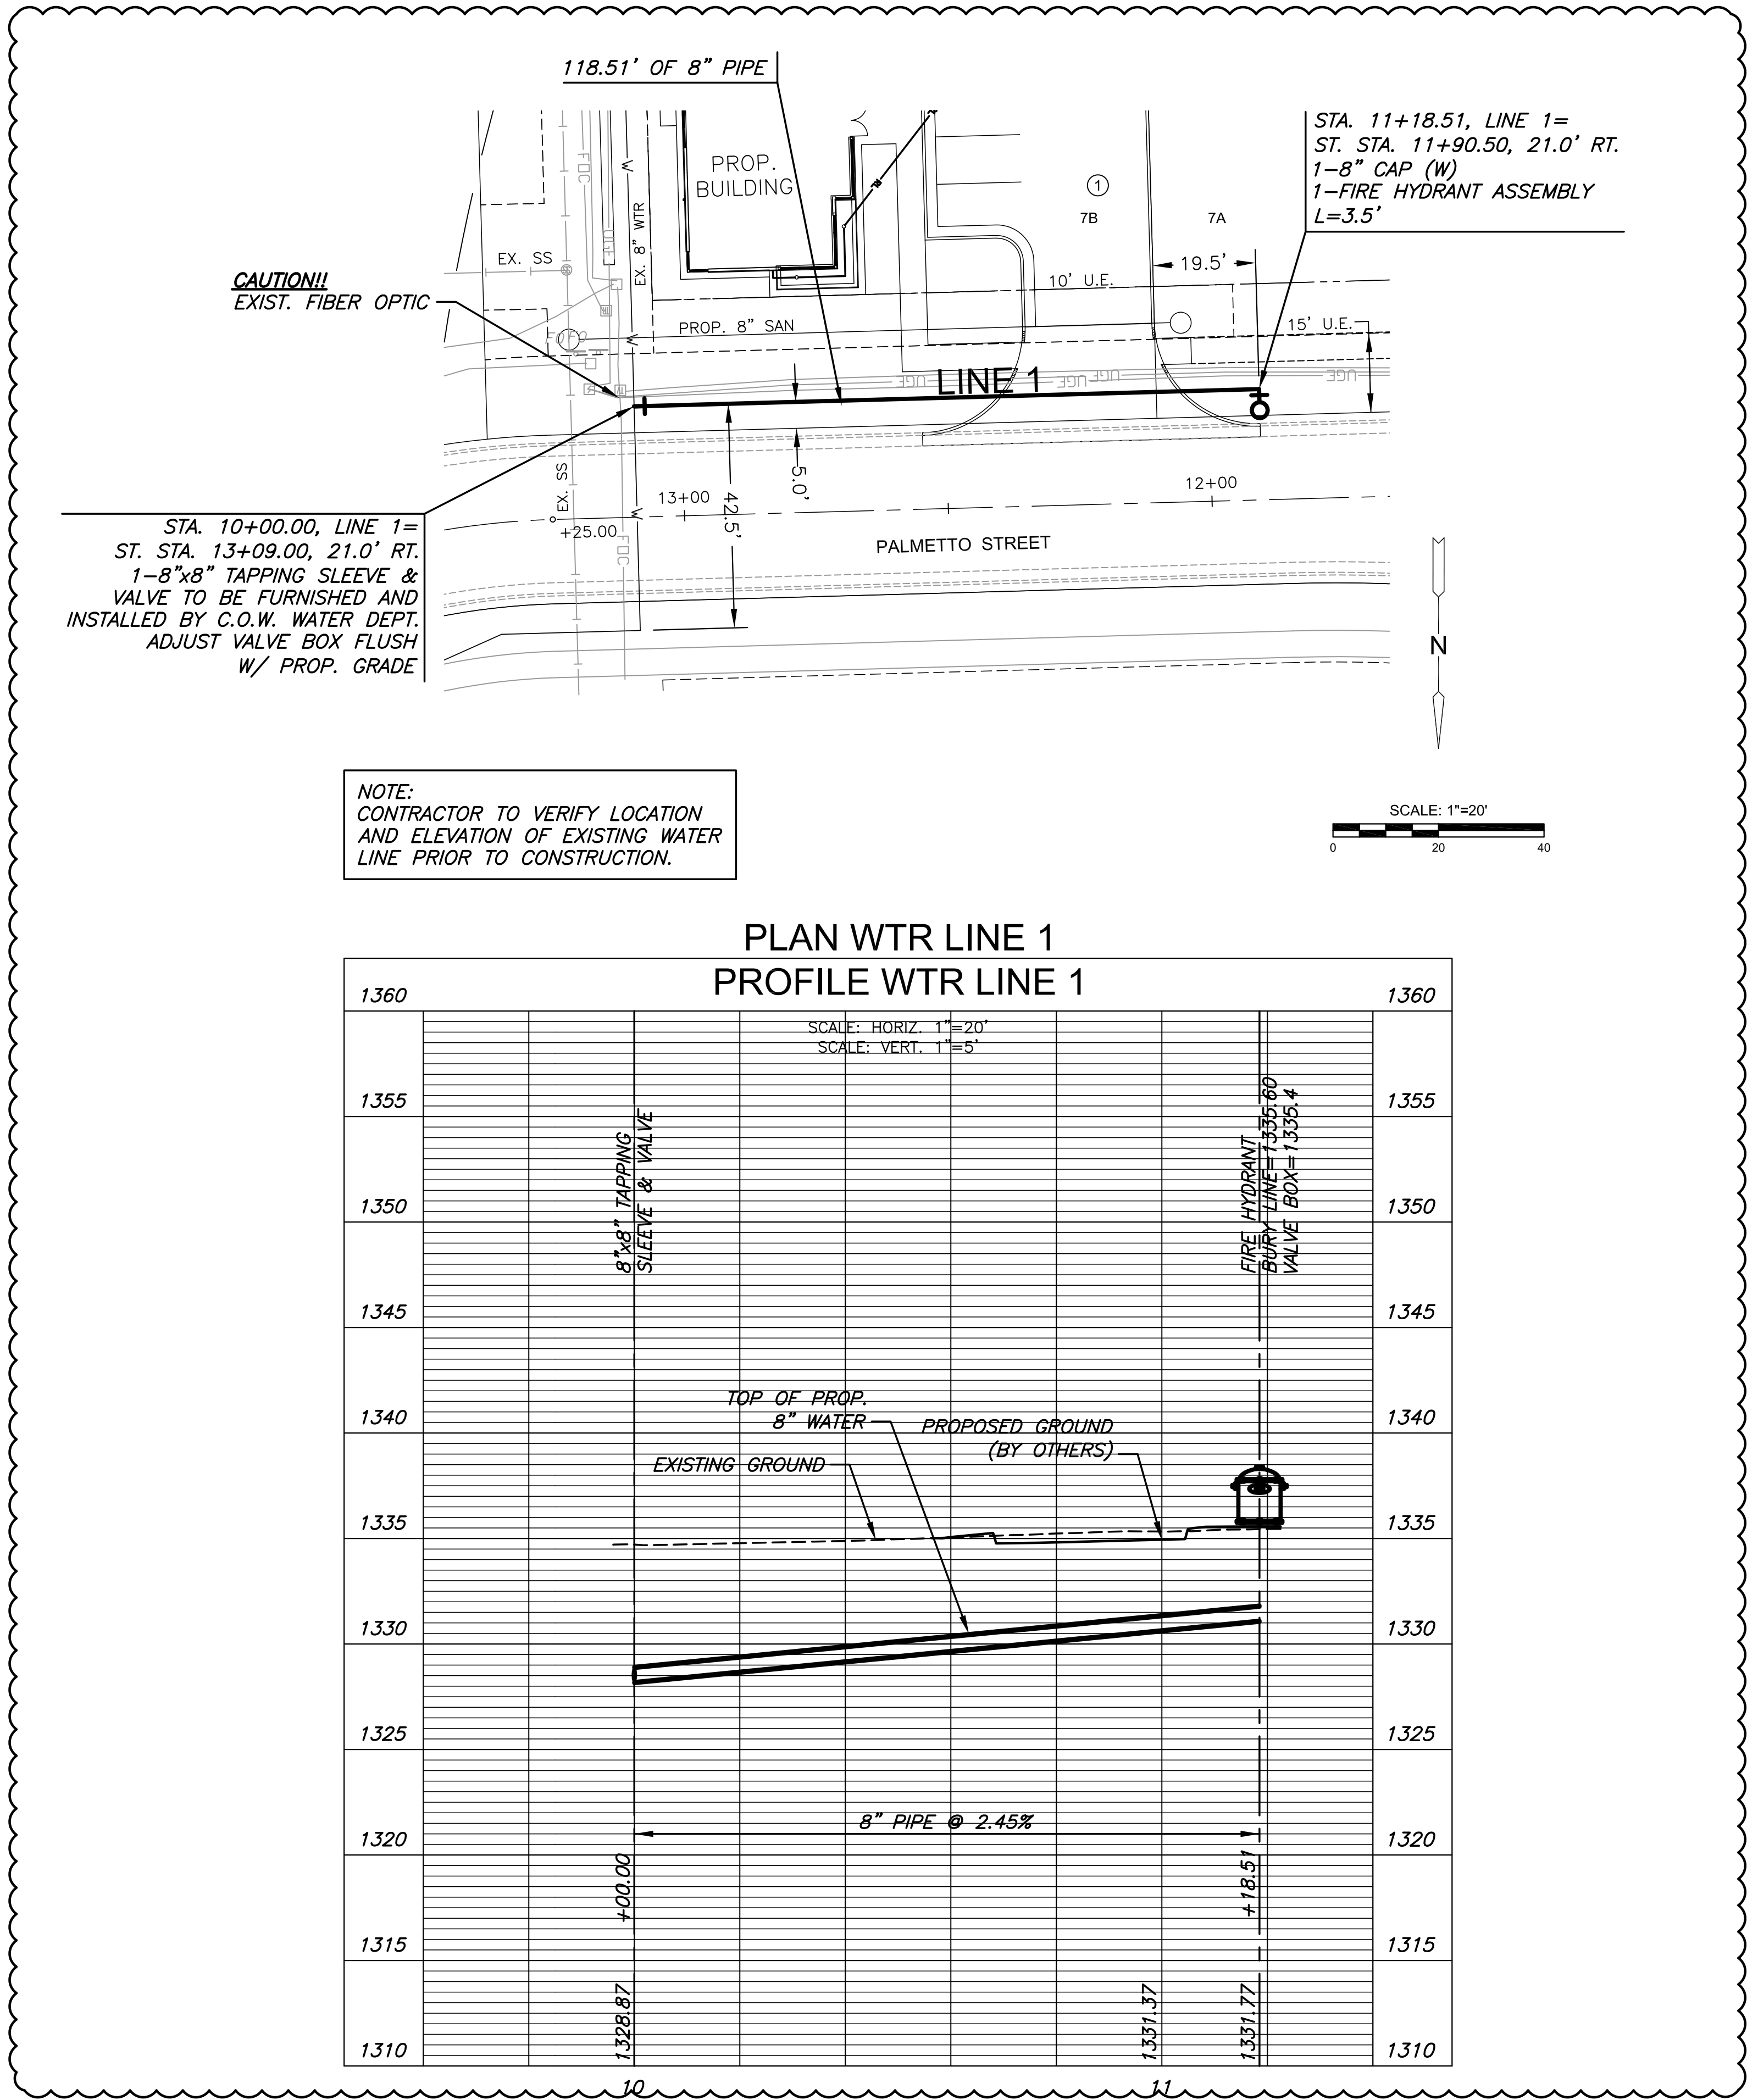 118.51' OF 8" PIPE
STA. 11+18.51, LINE 1=
ST. STA. 11+90.50, 21.0' RT.
1-8" CAP (W)
1-FIRE HYDRANT ASSEMBLY
L=3.5'
PROP.
BUILDING
FOC
W
EX. 8" WTR
1
7B
7A
EX. SS
19.5'
10' U.E.
CAUTION!!
EXIST. FIBER OPTIC
PROP. 8" SAN
15' U.E.
W
LINE 1
UGE
UGE
UGE
UGE
5.0'
42.5'
EX. SS
W
FOC
13+00
12+00
+25.00
PALMETTO STREET
STA. 10+00.00, LINE 1=
ST. STA. 13+09.00, 21.0' RT.
1-8"x8" TAPPING SLEEVE &
VALVE TO BE FURNISHED AND
INSTALLED BY C.O.W. WATER DEPT.
ADJUST VALVE BOX FLUSH
W/ PROP. GRADE
N
NOTE:
CONTRACTOR TO VERIFY LOCATION
AND ELEVATION OF EXISTING WATER
LINE PRIOR TO CONSTRUCTION.
SCALE: 1"=20'
0 20 40
PLAN WTR LINE 1
PROFILE WTR LINE 1
SCALE: HORIZ. 1"=20'
SCALE: VERT. 1"=5'
1360 1360
1355 1355
1350 1350
1345 1345
1340 1340
1335 1335
1330 1330
1325 1325
1320 1320
1315 1315
1310 1310
8"x8" TAPPING
SLEEVE & VALVE
FIRE HYDRANT
BURY LINE=1335.60
VALVE BOX=1335.4
TOP OF PROP.
8" WATER
PROPOSED GROUND
(BY OTHERS)
EXISTING GROUND
8" PIPE @ 2.45%
+00.00
+18.51
1328.87
1331.37
1331.77
10 11